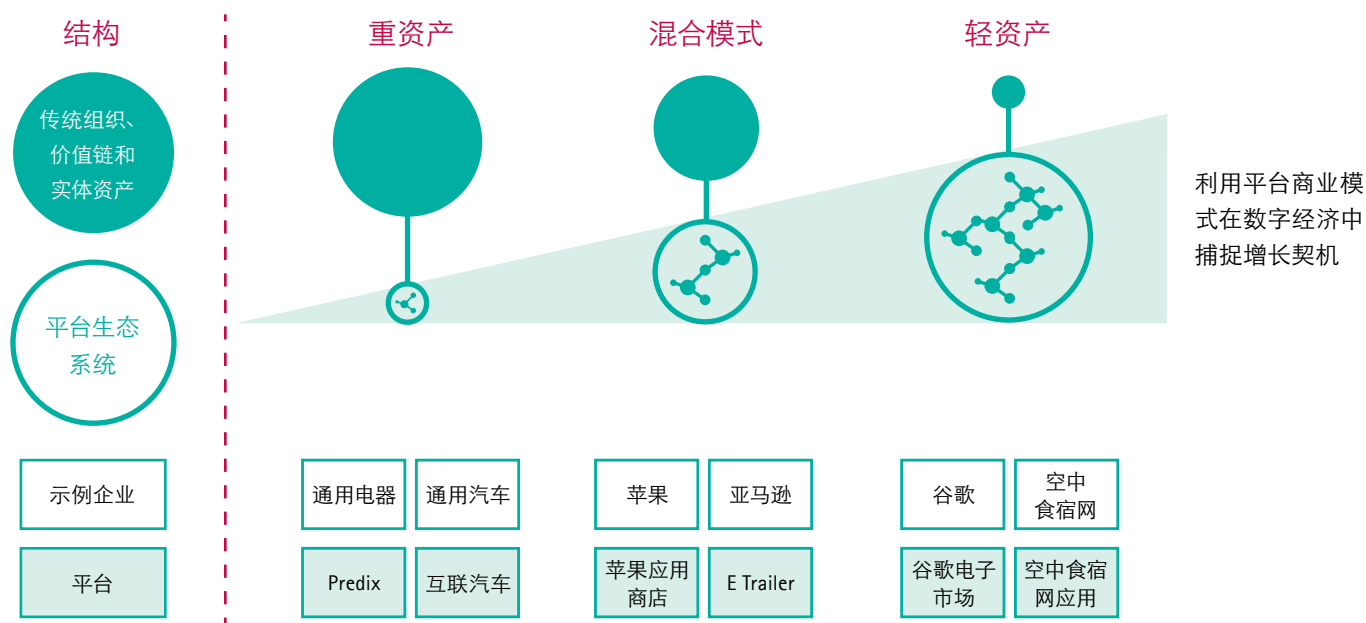 结构
重资产
混合模式
轻资产
传统组织、
价值链和
实体资产
利用平台商业模
式在数字经济中
捕捉增长契机
平台生态
系统
示例企业
通用电器
通用汽车
苹果
亚马逊
谷歌
空中
食宿网
平台
Predix
互联汽车
苹果应用
商店
E Trailer
谷歌电子
市场
空中食宿
网应用